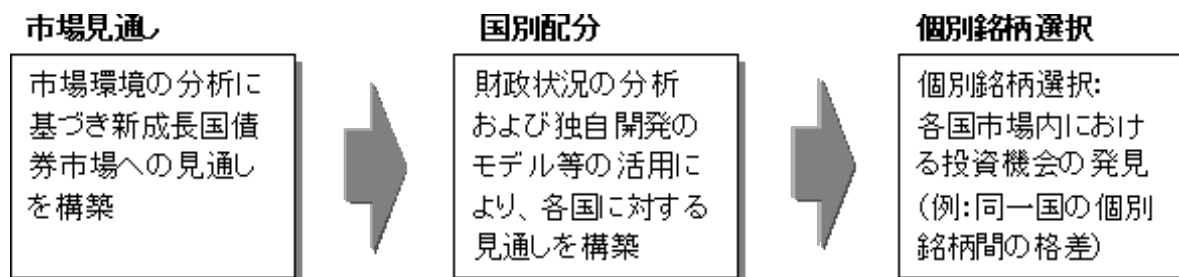 市場見通し
市場環境の分析に
基づき新成長国債
券市場への見通し
を構築
国別配分
財政状況の分析
および独自開発の
モデル等の活用に
より、各国に対する
見通しを構築
個別銘柄選択
個別銘柄選択:
各国市場内におけ
る投資機会の発見
(例:同一国の個別
銘柄間の格差)